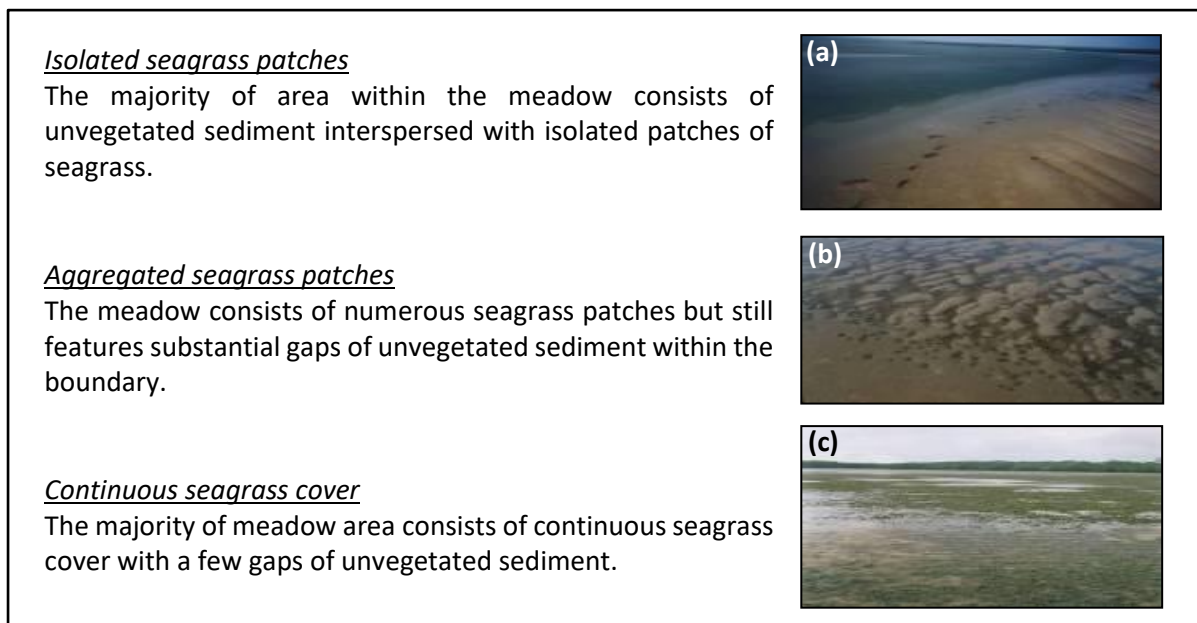 Isolated seagrass patches
The majority of area within the meadow consists of
unvegetated sediment interspersed with isolated patches of
seagrass.
(a)
Aggregated seagrass patches
The meadow consists of numerous seagrass patches but still
features substantial gaps of unvegetated sediment within the
boundary.
(b)
Continuous seagrass cover
The majority of meadow area consists of continuous seagrass
cover with a few gaps of unvegetated sediment.
(c)